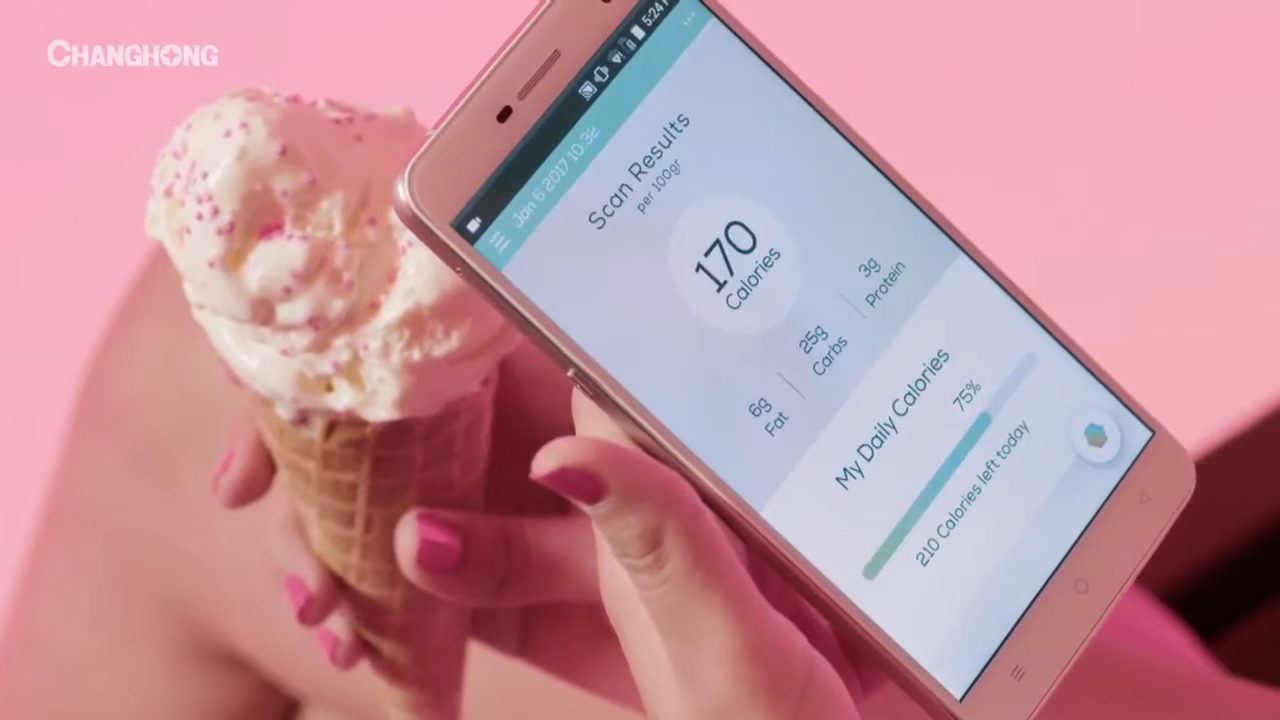 CHANGHONG
5:24
Jan 6 2017 10:32
Scan Results
per 100gr
170
Calories
6g
Fat
25g
Carbs
3g
Protein
My Daily Calories
75%
210 Calories left today